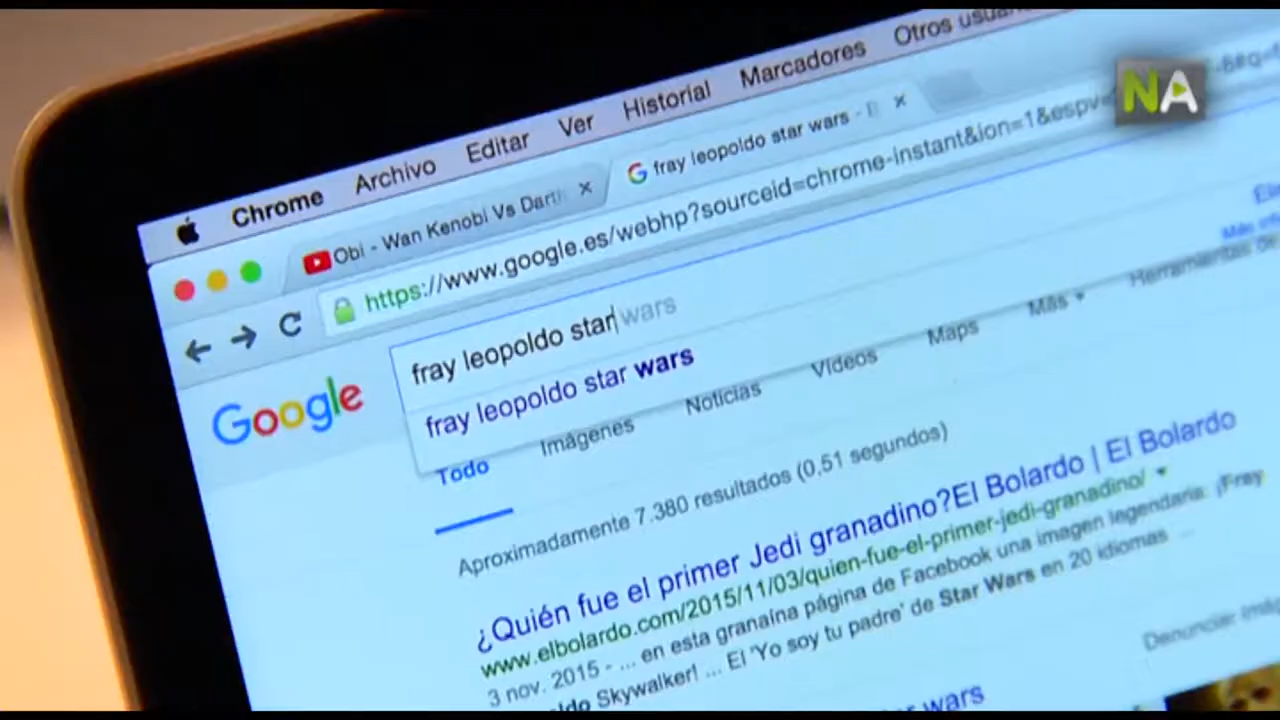 Chrome Archivo Editar Ver Historial Marcadores Otros
NA
Obi - Wan Kenobi Vs Darth
fray leopoldo star wars -
https://www.google.es/webhp?sourceid=chrome-instant&ion=1&espv=
Google
fray leopoldo star wars
fray leopoldo star wars
Todo Imágenes Noticias Vídeos Maps Más Herramientas de
Aproximadamente 7.380 resultados (0,51 segundos)
¿Quién fue el primer Jedi granadino?El Bolardo | El Bolardo
www.elbolardo.com/2015/11/03/quien-fue-el-primer-jedi-granadino/
3 nov. 2015 - ... en esta granaína página de Facebook una imagen legendaria: ¡Fray
Skywalker! ... El 'Yo soy tu padre' de Star Wars en 20 idiomas ...
Denunciar
wars